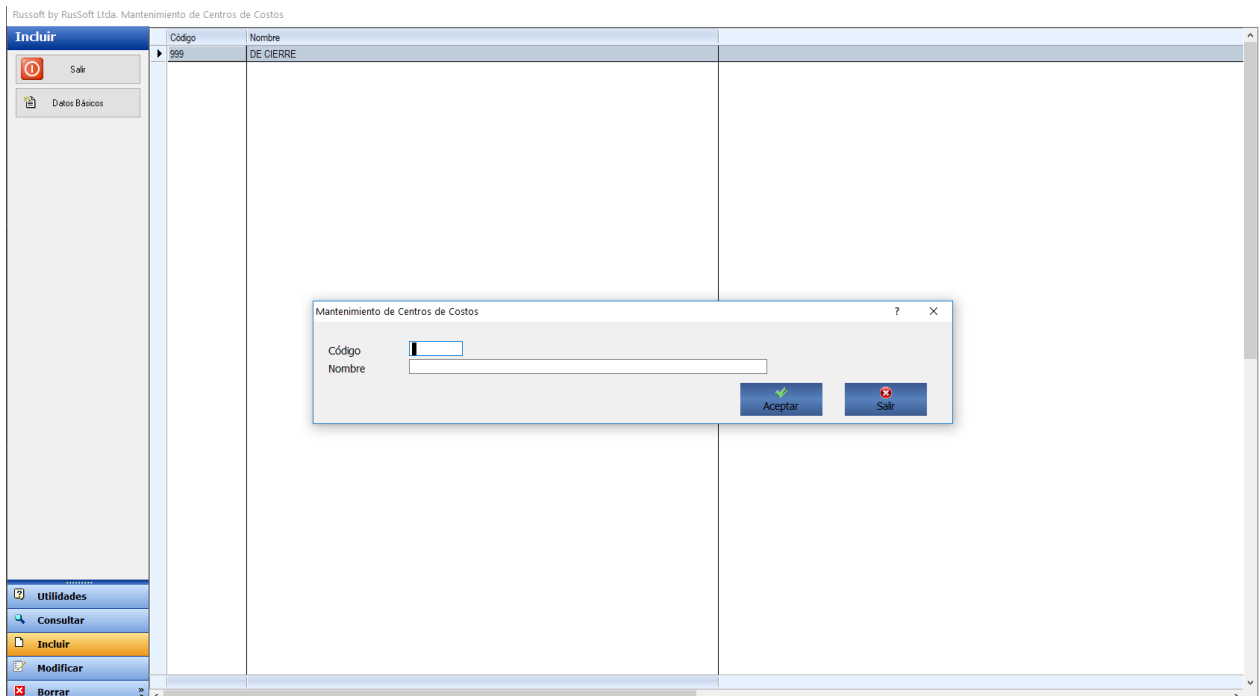 Russoft by RusSoft Ltda. Mantenimiento de Centros de Costos
Incluir
Salir
Datos Básicos
Código Nombre
999 DE CIERRE
Mantenimiento de Centros de Costos ?
Código
Nombre
Aceptar Salir
Utilidades
Consultar
Incluir
Modificar
Borrar